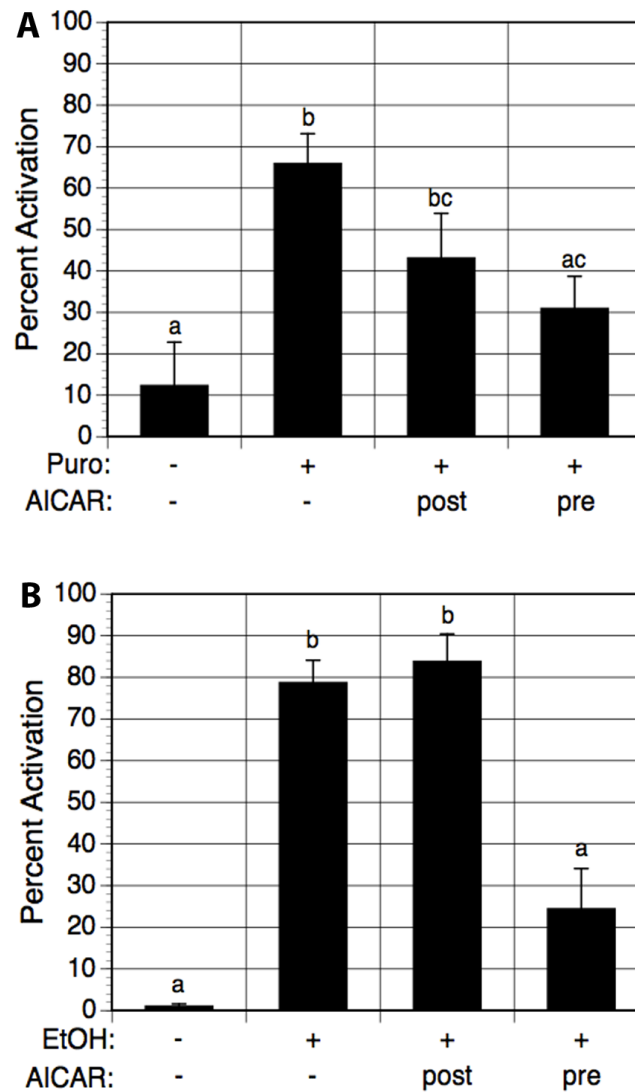 A
Percent Activation
100
90
80
70
60
50
40
30
20
10
0
a
b
bc
ac
Puro: - + + +
AICAR: - - post pre
B
Percent Activation
100
90
80
70
60
50
40
30
20
10
0
a
b
b
a
EtOH: - + + +
AICAR: - - post pre